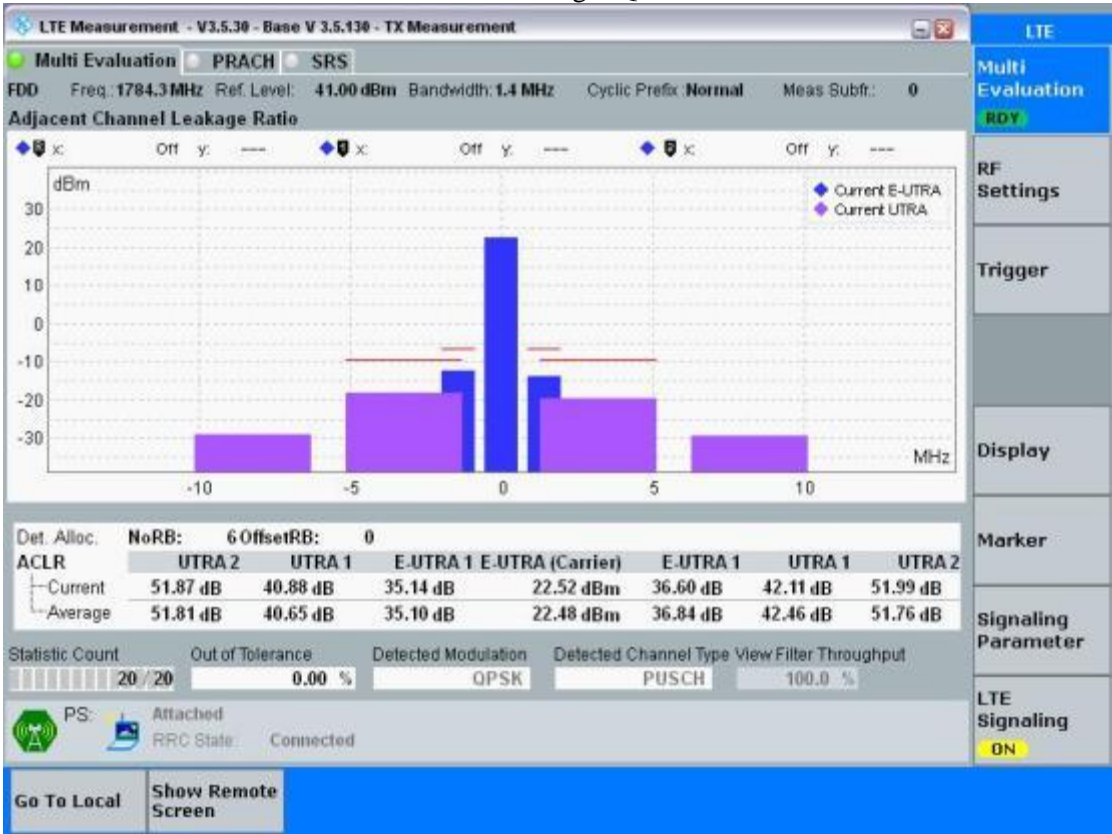 LTE Measurement - V3.5.30 - Base V 3.5.130 - TX Measurement
LTE
Multi Evaluation PRACH SRS
Multi Evaluation
RDY
FDD Freq.: 1784.3 MHz Ref. Level: 41.00 dBm Bandwidth: 1.4 MHz Cyclic Prefix: Normal Meas Subfr.: 0
Adjacent Channel Leakage Ratio
x: Off y: --- x: Off y: --- x: Off y: ---
dBm
Current E-UTRA
Current UTRA
30
20
10
0
-10
-20
-30
MHz
-10 -5 0 5 10
RF Settings
Trigger
Display
Marker
Signaling Parameter
LTE Signaling
ON
Det. Alloc. NoRB: 6 OffsetRB: 0
ACLR UTRA 2 UTRA 1 E-UTRA 1 E-UTRA (Carrier) E-UTRA 1 UTRA 1 UTRA 2
Current 51.87 dB 40.88 dB 35.14 dB 22.52 dBm 36.60 dB 42.11 dB 51.99 dB
Average 51.81 dB 40.65 dB 35.10 dB 22.48 dBm 36.84 dB 42.46 dB 51.76 dB
Statistic Count Out of Tolerance Detected Modulation Detected Channel Type View Filter Throughput
20 / 20 0.00 % QPSK PUSCH 100.0 %
PS: Attached
RRC State: Connected
Go To Local Show Remote Screen